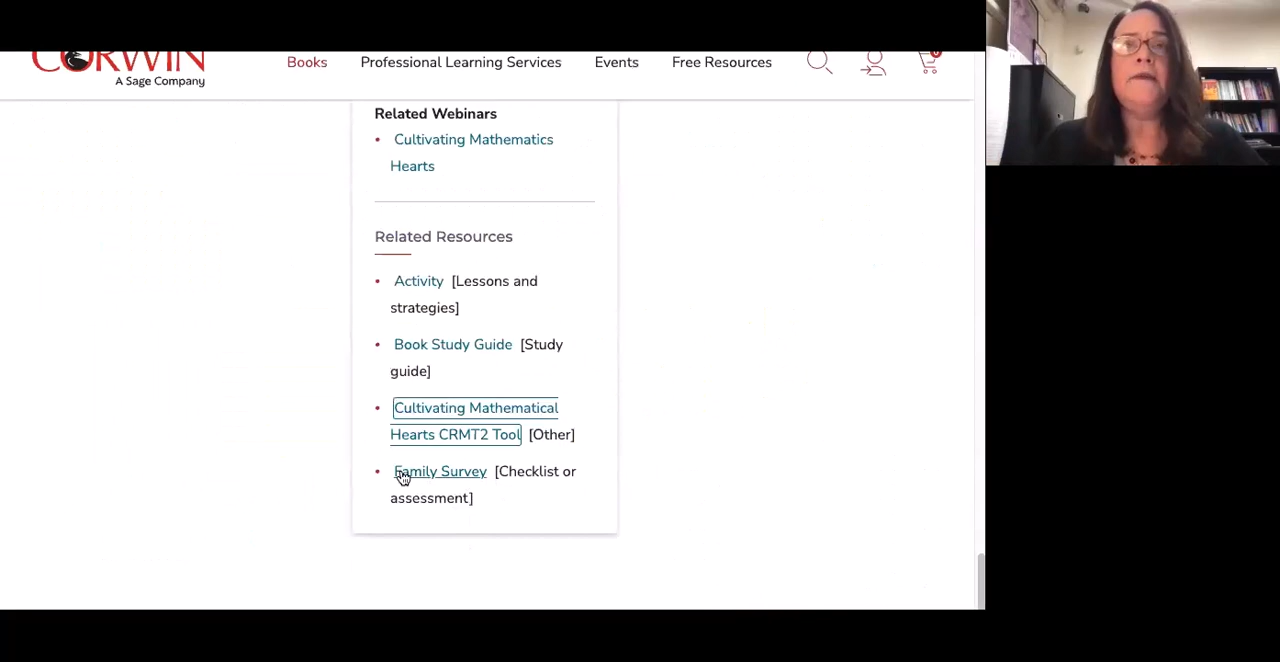 CORWIN
A Sage Company
Books Professional Learning Services Events Free Resources
Related Webinars
• Cultivating Mathematics
Hearts
Related Resources
• Activity [Lessons and
strategies]
• Book Study Guide [Study
guide]
• Cultivating Mathematical
Hearts CRMT2 Tool [Other]
• Family Survey [Checklist or
assessment]